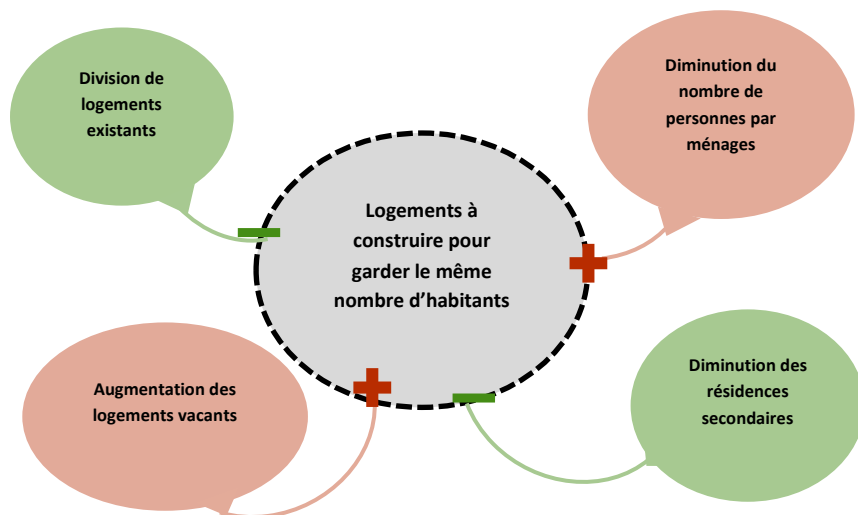 Division de
logements
existants
Diminution du
nombre de
personnes par
ménages
Logements à
construire pour
garder le même
nombre d'habitants
Augmentation des
logements vacants
Diminution des
résidences
secondaires